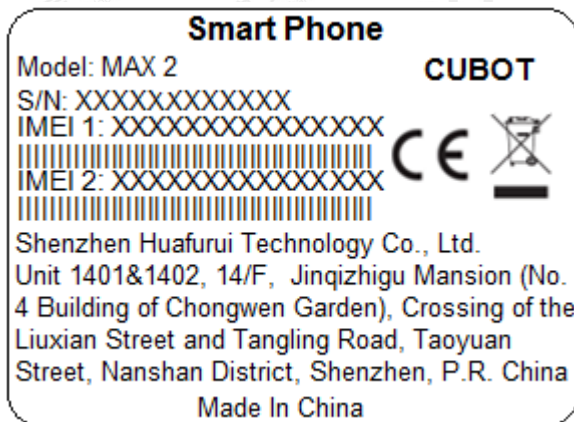 Smart Phone
Model: MAX 2
CUBOT
S/N: XXXXXXXXXXXXX
IMEI 1: XXXXXXXXXXXXXXX
CE
IMEI 2: XXXXXXXXXXXXXXX
Shenzhen Huafurui Technology Co., Ltd.
Unit 1401&1402, 14/F, Jinqizhigu Mansion (No.
4 Building of Chongwen Garden), Crossing of the
Liuxian Street and Tangling Road, Taoyuan
Street, Nanshan District, Shenzhen, P.R. China
Made In China